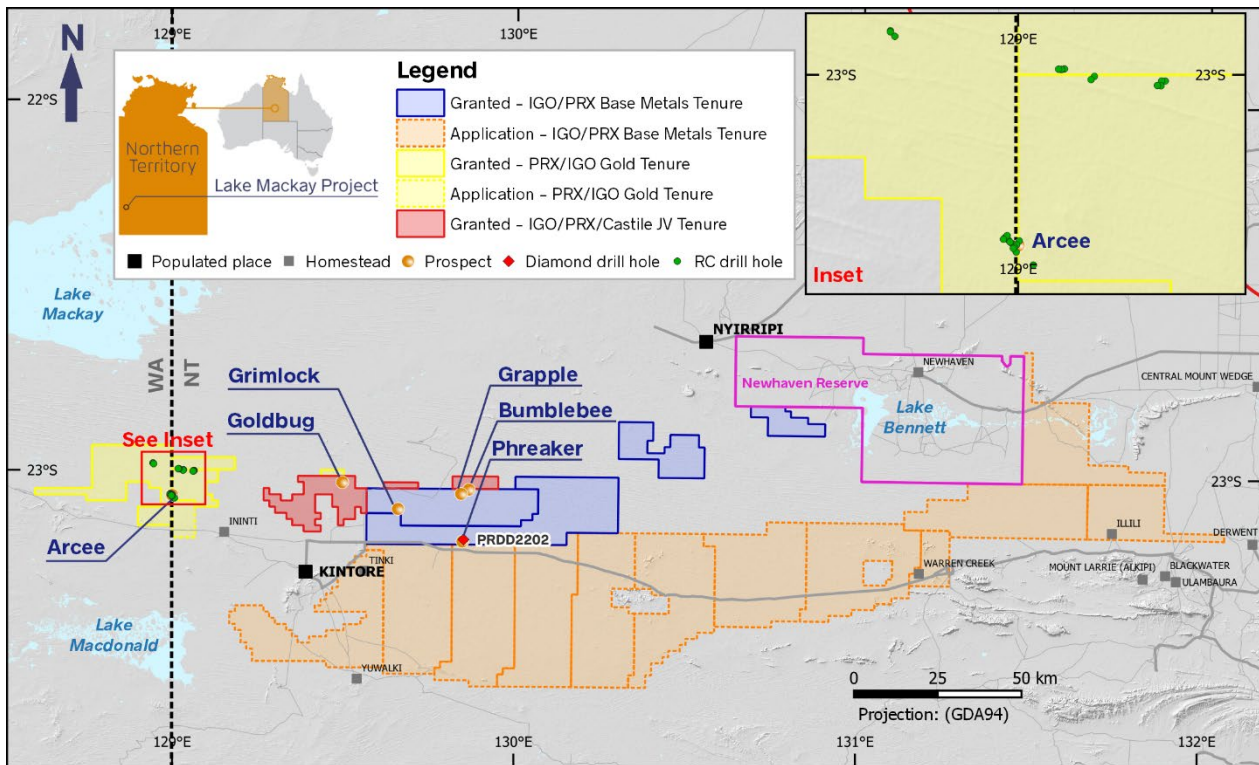 129°E
130°E
N
22°S
Northern
Territory
Lake Mackay Project
Legend
Granted – IGO/PRX Base Metals Tenure
Application – IGO/PRX Base Metals Tenure
Granted – PRX/IGO Gold Tenure
Application – PRX/IGO Gold Tenure
Granted – IGO/PRX/Castile JV Tenure
Populated place
Homestead
Prospect
Diamond drill hole
RC drill hole
129°E
23°S
23°S
Arcee
129°E
Inset
Lake
Mackay
WA
NT
NYIRRIPI
Newhaven Reserve
NEWHAVEN
CENTRAL MOUNT WEDGE
Lake
Bennett
Grimlock
Goldbug
Grapple
Bumblebee
Phreaker
See Inset
23°S
23°S
ININTI
Arcee
PRDD2202
TINKI
KINTORE
ILLILI
DERWENT
WARREN CREEK
MOUNT LARRIE (ALKIPI)
BLACKWATER
ULAMBAURA
Lake
Macdonald
YUWALKI
0
25
50 km
Projection: (GDA94)
129°E
130°E
131°E
132°E